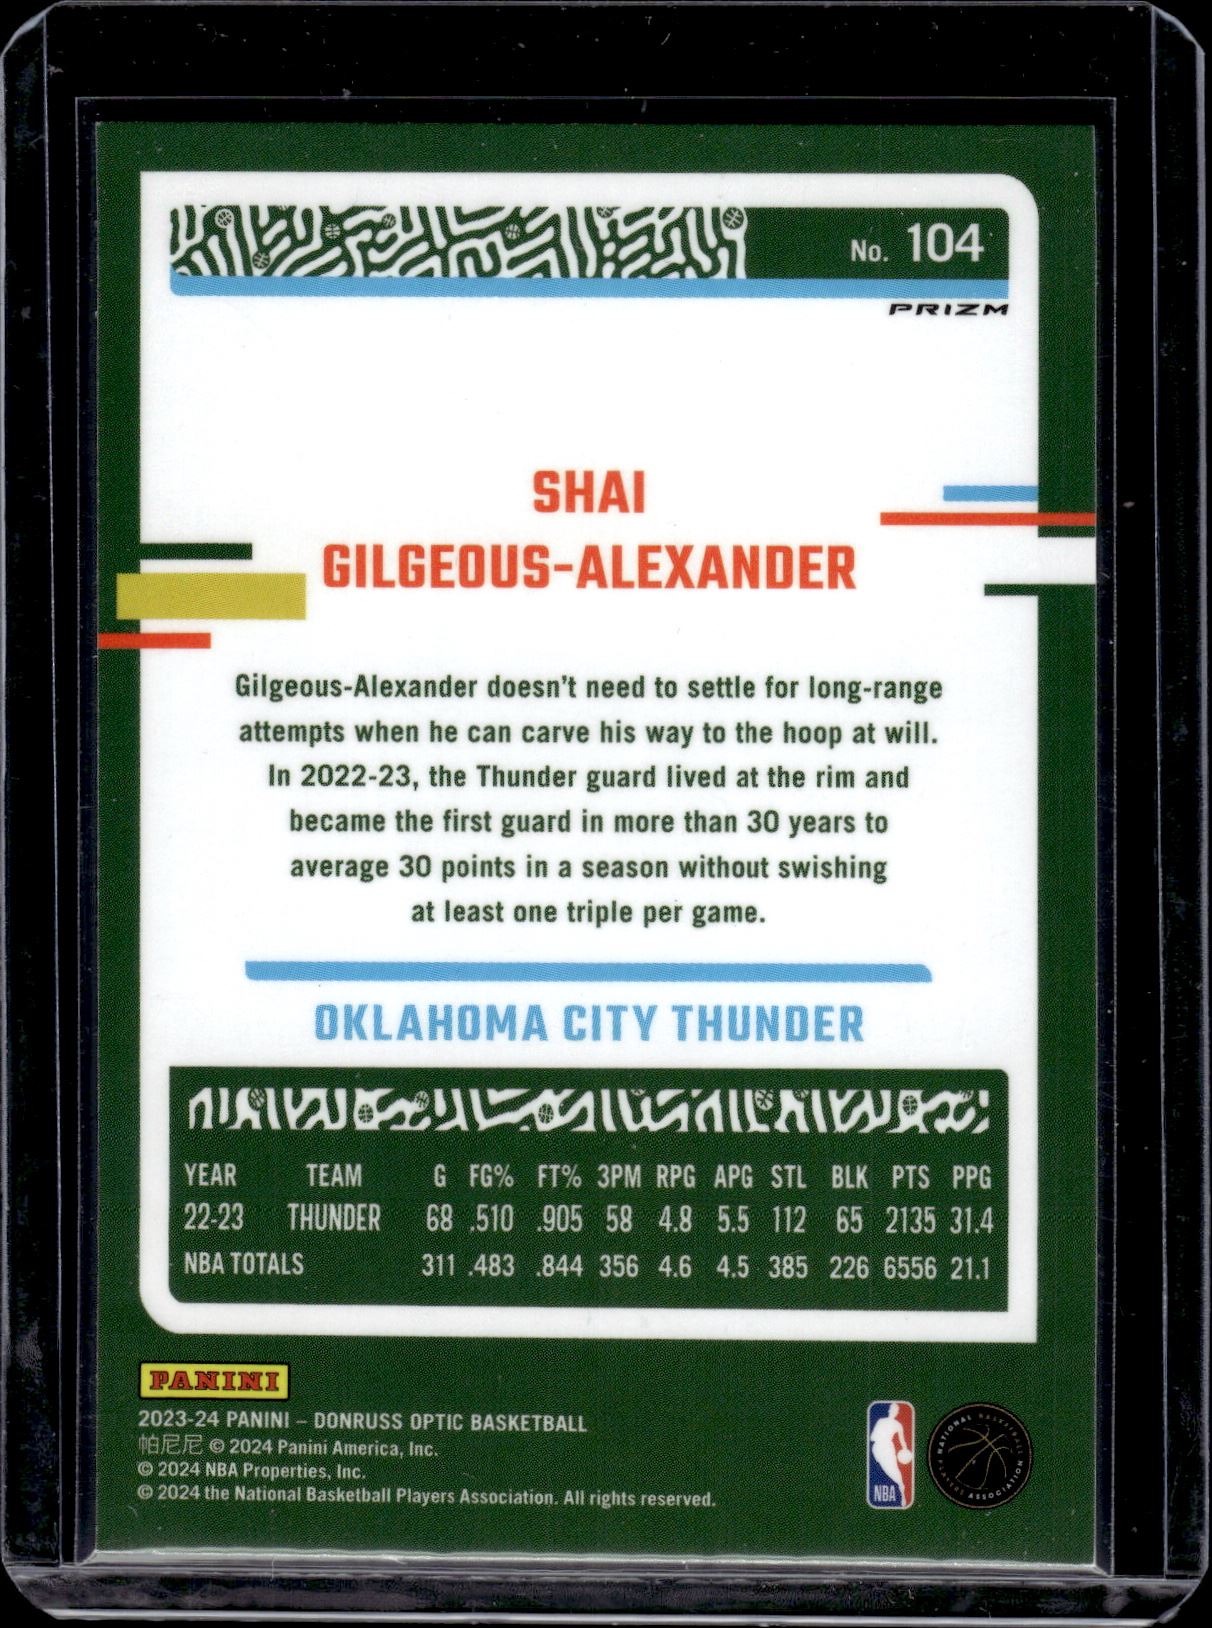 No. 104
PRIZM
SHAI
GILGEOUS-ALEXANDER
Gilgeous-Alexander doesn't need to settle for long-range
attempts when he can carve his way to the hoop at will.
In 2022-23, the Thunder guard lived at the rim and
became the first guard in more than 30 years to
average 30 points in a season without swishing
at least one triple per game.
OKLAHOMA CITY THUNDER
YEAR TEAM G FG% FT% 3PM RPG APG STL BLK PTS PPG
22-23 THUNDER 68 .510 .905 58 4.8 5.5 112 65 2135 31.4
NBA TOTALS 311 .483 .844 356 4.6 4.5 385 226 6556 21.1
PANINI
2023-24 PANINI – DONRUSS OPTIC BASKETBALL
帕尼尼 © 2024 Panini America, Inc.
© 2024 NBA Properties, Inc.
© 2024 the National Basketball Players Association. All rights reserved.
NBA
NATIONAL BASKETBALL PLAYERS ASSOCIATION